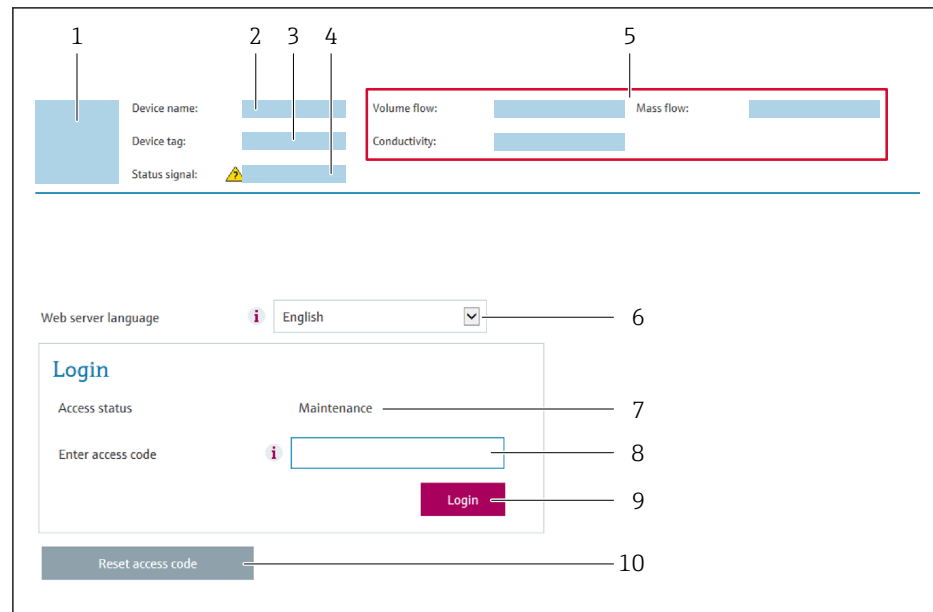 1 2 3 4 5
Device name: Volume flow: Mass flow:
Device tag: Conductivity:
Status signal: ?
Web server language i English 6
Login
Access status Maintenance 7
Enter access code i 8
Login 9
Reset access code 10